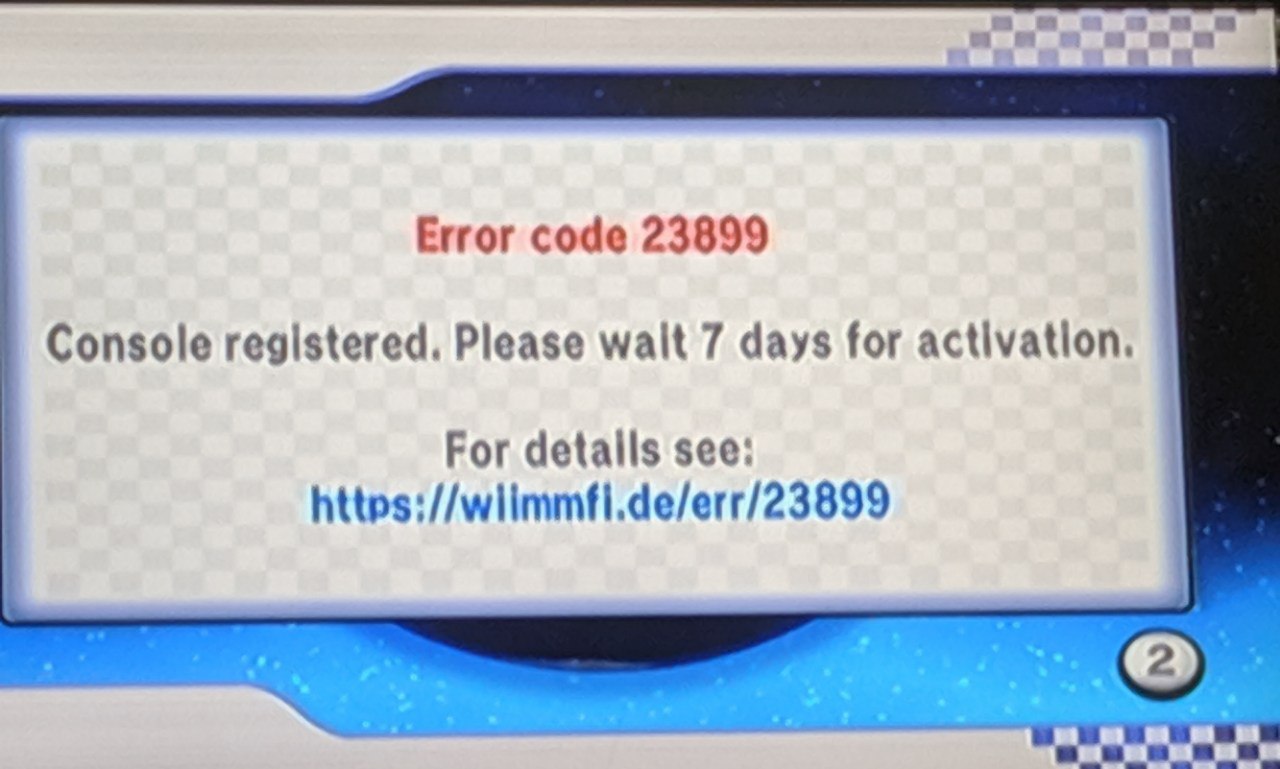 Error code 23899
Console registered. Please wait 7 days for activation.
For details see:
https://wiimmfi.de/err/23899
2